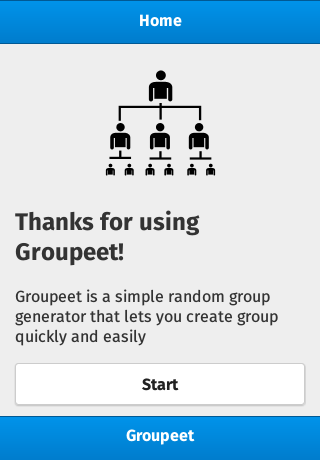 Home
Thanks for using
Groupeet!
Groupeet is a simple random group
generator that lets you create group
quickly and easily
Start
Groupeet